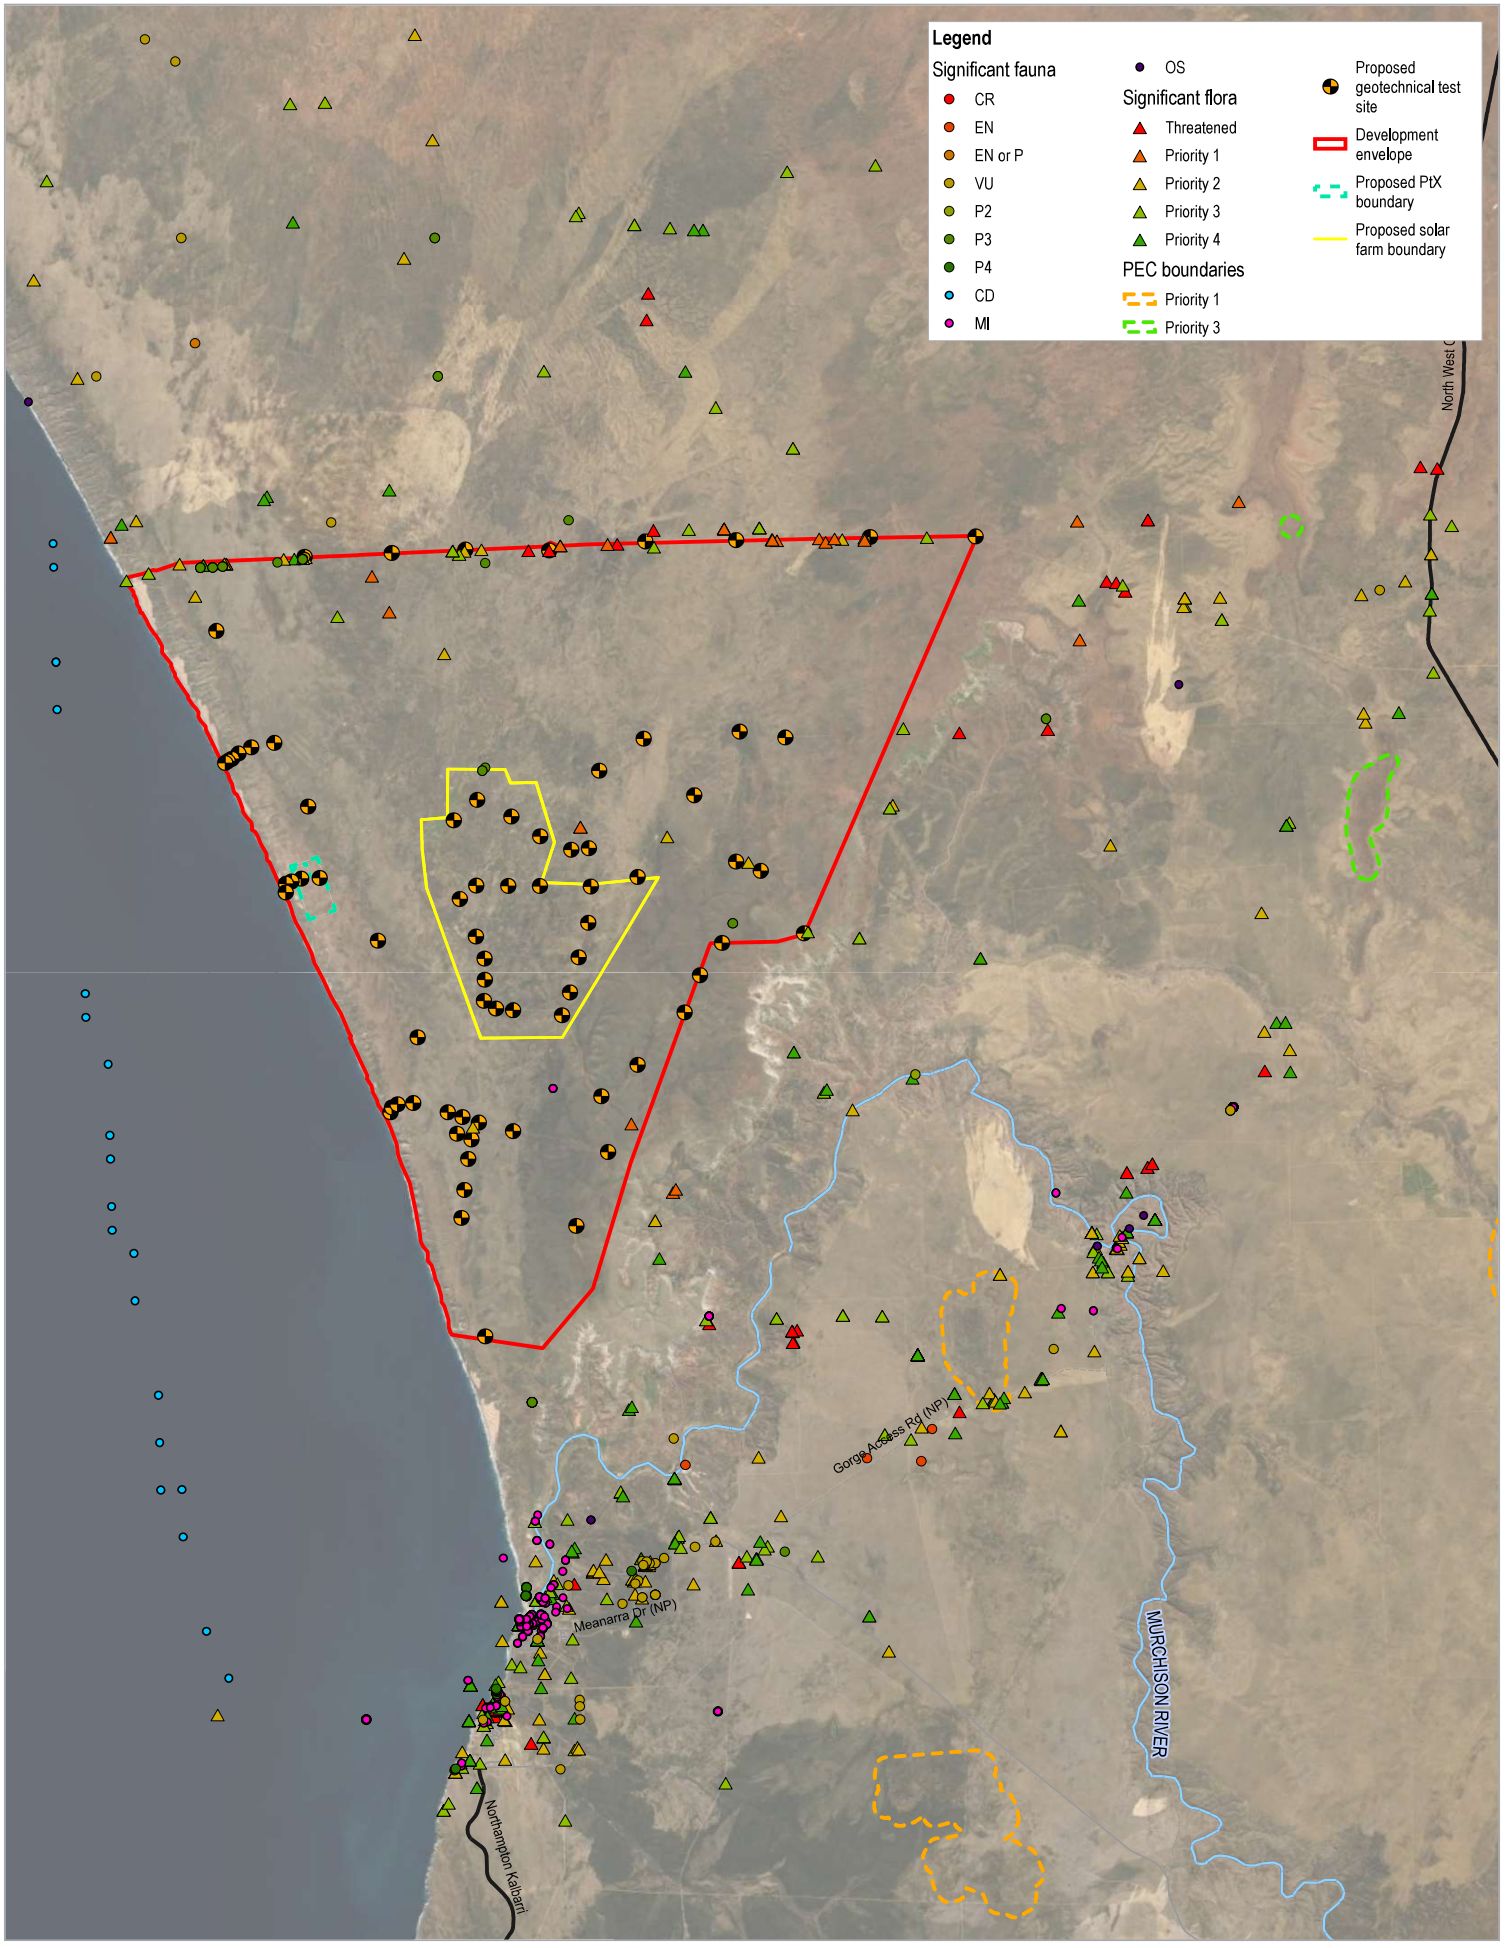 Legend
Significant fauna
CR
EN
EN or P
VU
P2
P3
P4
CD
MI
OS
Significant flora
Threatened
Priority 1
Priority 2
Priority 3
Priority 4
PEC boundaries
Priority 1
Priority 3
Proposed
geotechnical test
site
Development
envelope
Proposed PtX
boundary
Proposed solar
farm boundary
North West
Gorge Access Rd (NP)
Meanarra Dr (NP)
MURCHISON RIVER
Northampton Kalbarri